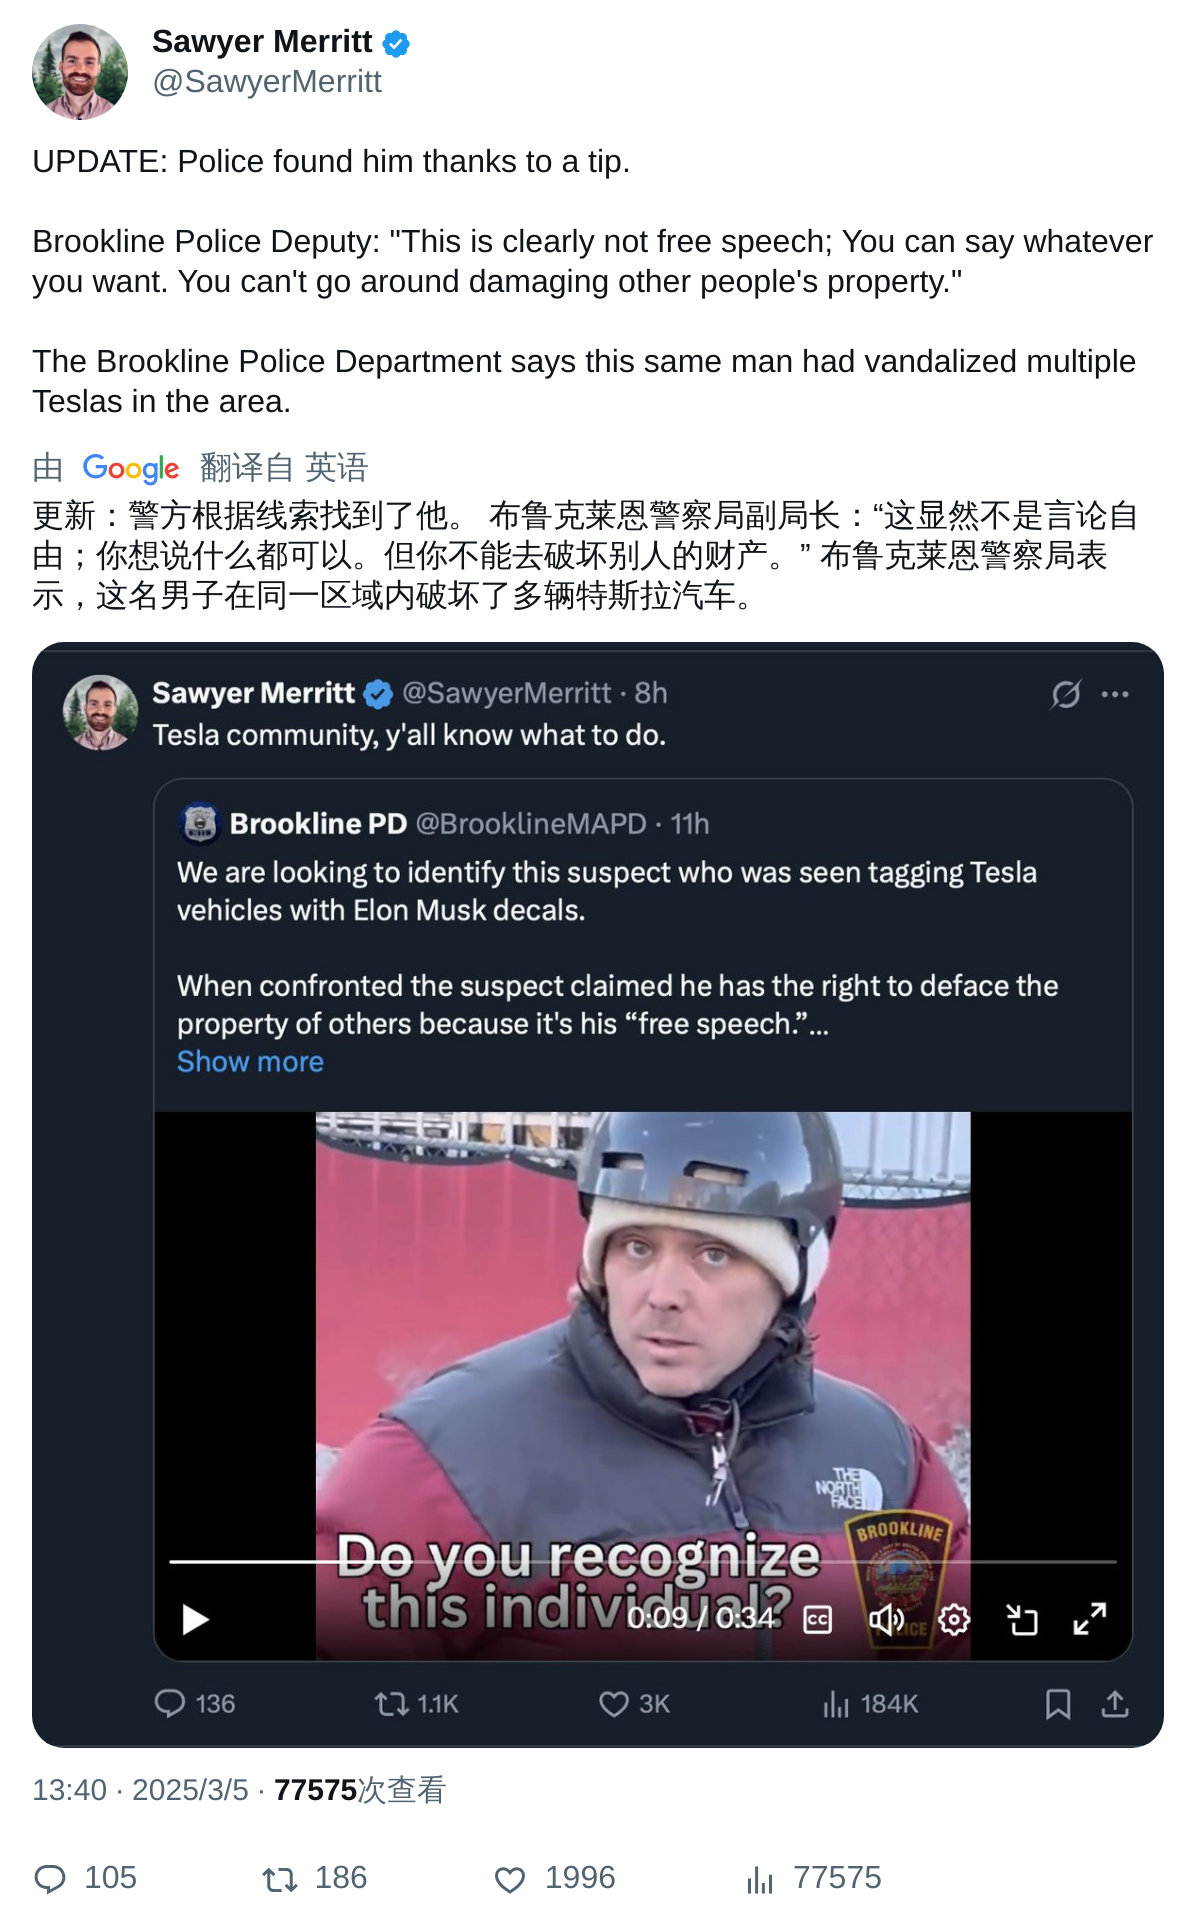 Sawyer Merritt
@SawyerMerritt
UPDATE: Police found him thanks to a tip.
Brookline Police Deputy: "This is clearly not free speech; You can say whatever
you want. You can't go around damaging other people's property."
The Brookline Police Department says this same man had vandalized multiple
Teslas in the area.
由 Google 翻译自 英语
更新：警方根据线索找到了他。 布鲁克莱恩警察局副局长：“这显然不是言论自
由；你想说什么都可以。但你不能去破坏别人的财产。” 布鲁克莱恩警察局表
示，这名男子在同一区域内破坏了多辆特斯拉汽车。
Sawyer Merritt @SawyerMerritt · 8h
Tesla community, y'all know what to do.
Brookline PD @BrooklineMAPD · 11h
We are looking to identify this suspect who was seen tagging Tesla
vehicles with Elon Musk decals.
When confronted the suspect claimed he has the right to deface the
property of others because it's his “free speech.”...
Show more
THE
NORTH
FACE
BROOKLINE
POLICE
Do you recognize
this individual?
0:09 / 0:34
CC
136 1.1K 3K 184K
13:40 · 2025/3/5 · 77575次查看
105 186 1996 77575